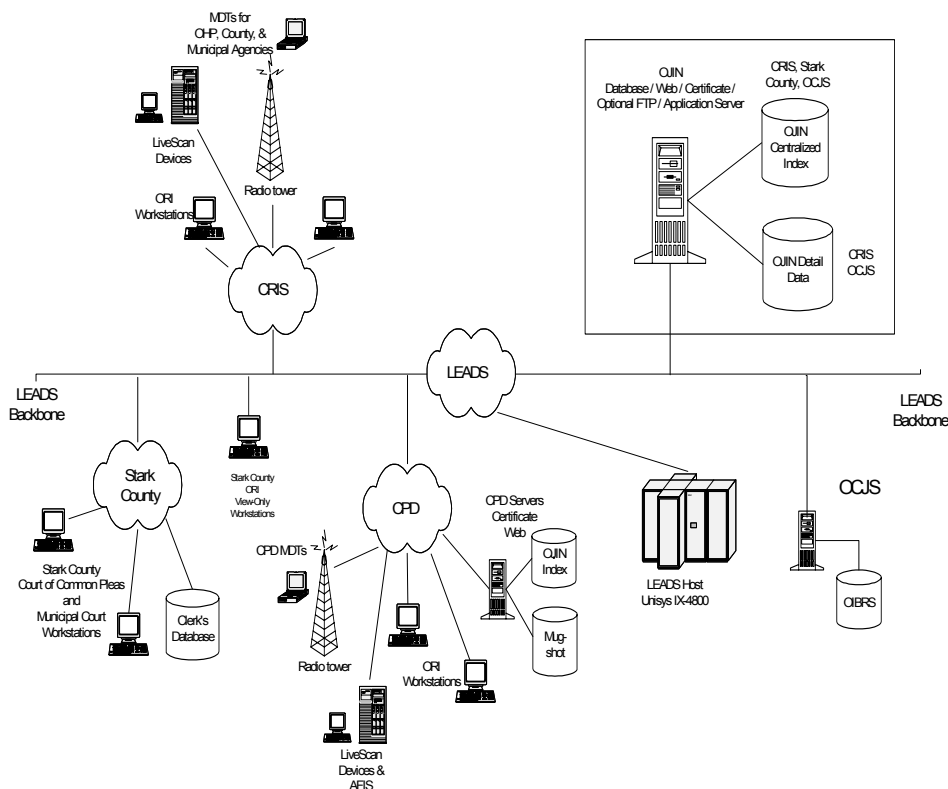 MDTs for
OHP, County, &
Municipal Agencies
LiveScan
Devices
Radio tower
ORI
Workstations
CRIS
OJIN
Database / Web / Certificate /
Optional FTP / Application Server
CRIS, Stark
County, OCJS
OJIN
Centralized
Index
OJIN Detail
Data
CRIS
OCJS
LEADS
LEADS
Backbone
LEADS
Backbone
Stark
County
Stark County
ORI
View-Only
Workstations
CPD
Stark County
Court of Common Pleas
and
Municipal Court
Workstations
Clerk's
Database
CPD MDTs
Radio tower
LiveScan
Devices &
AFIS
ORI
Workstations
CPD Servers
Certificate
Web
OJIN
Index
Mug-
shot
LEADS Host
Unisys IX-4800
OCJS
OIBRS